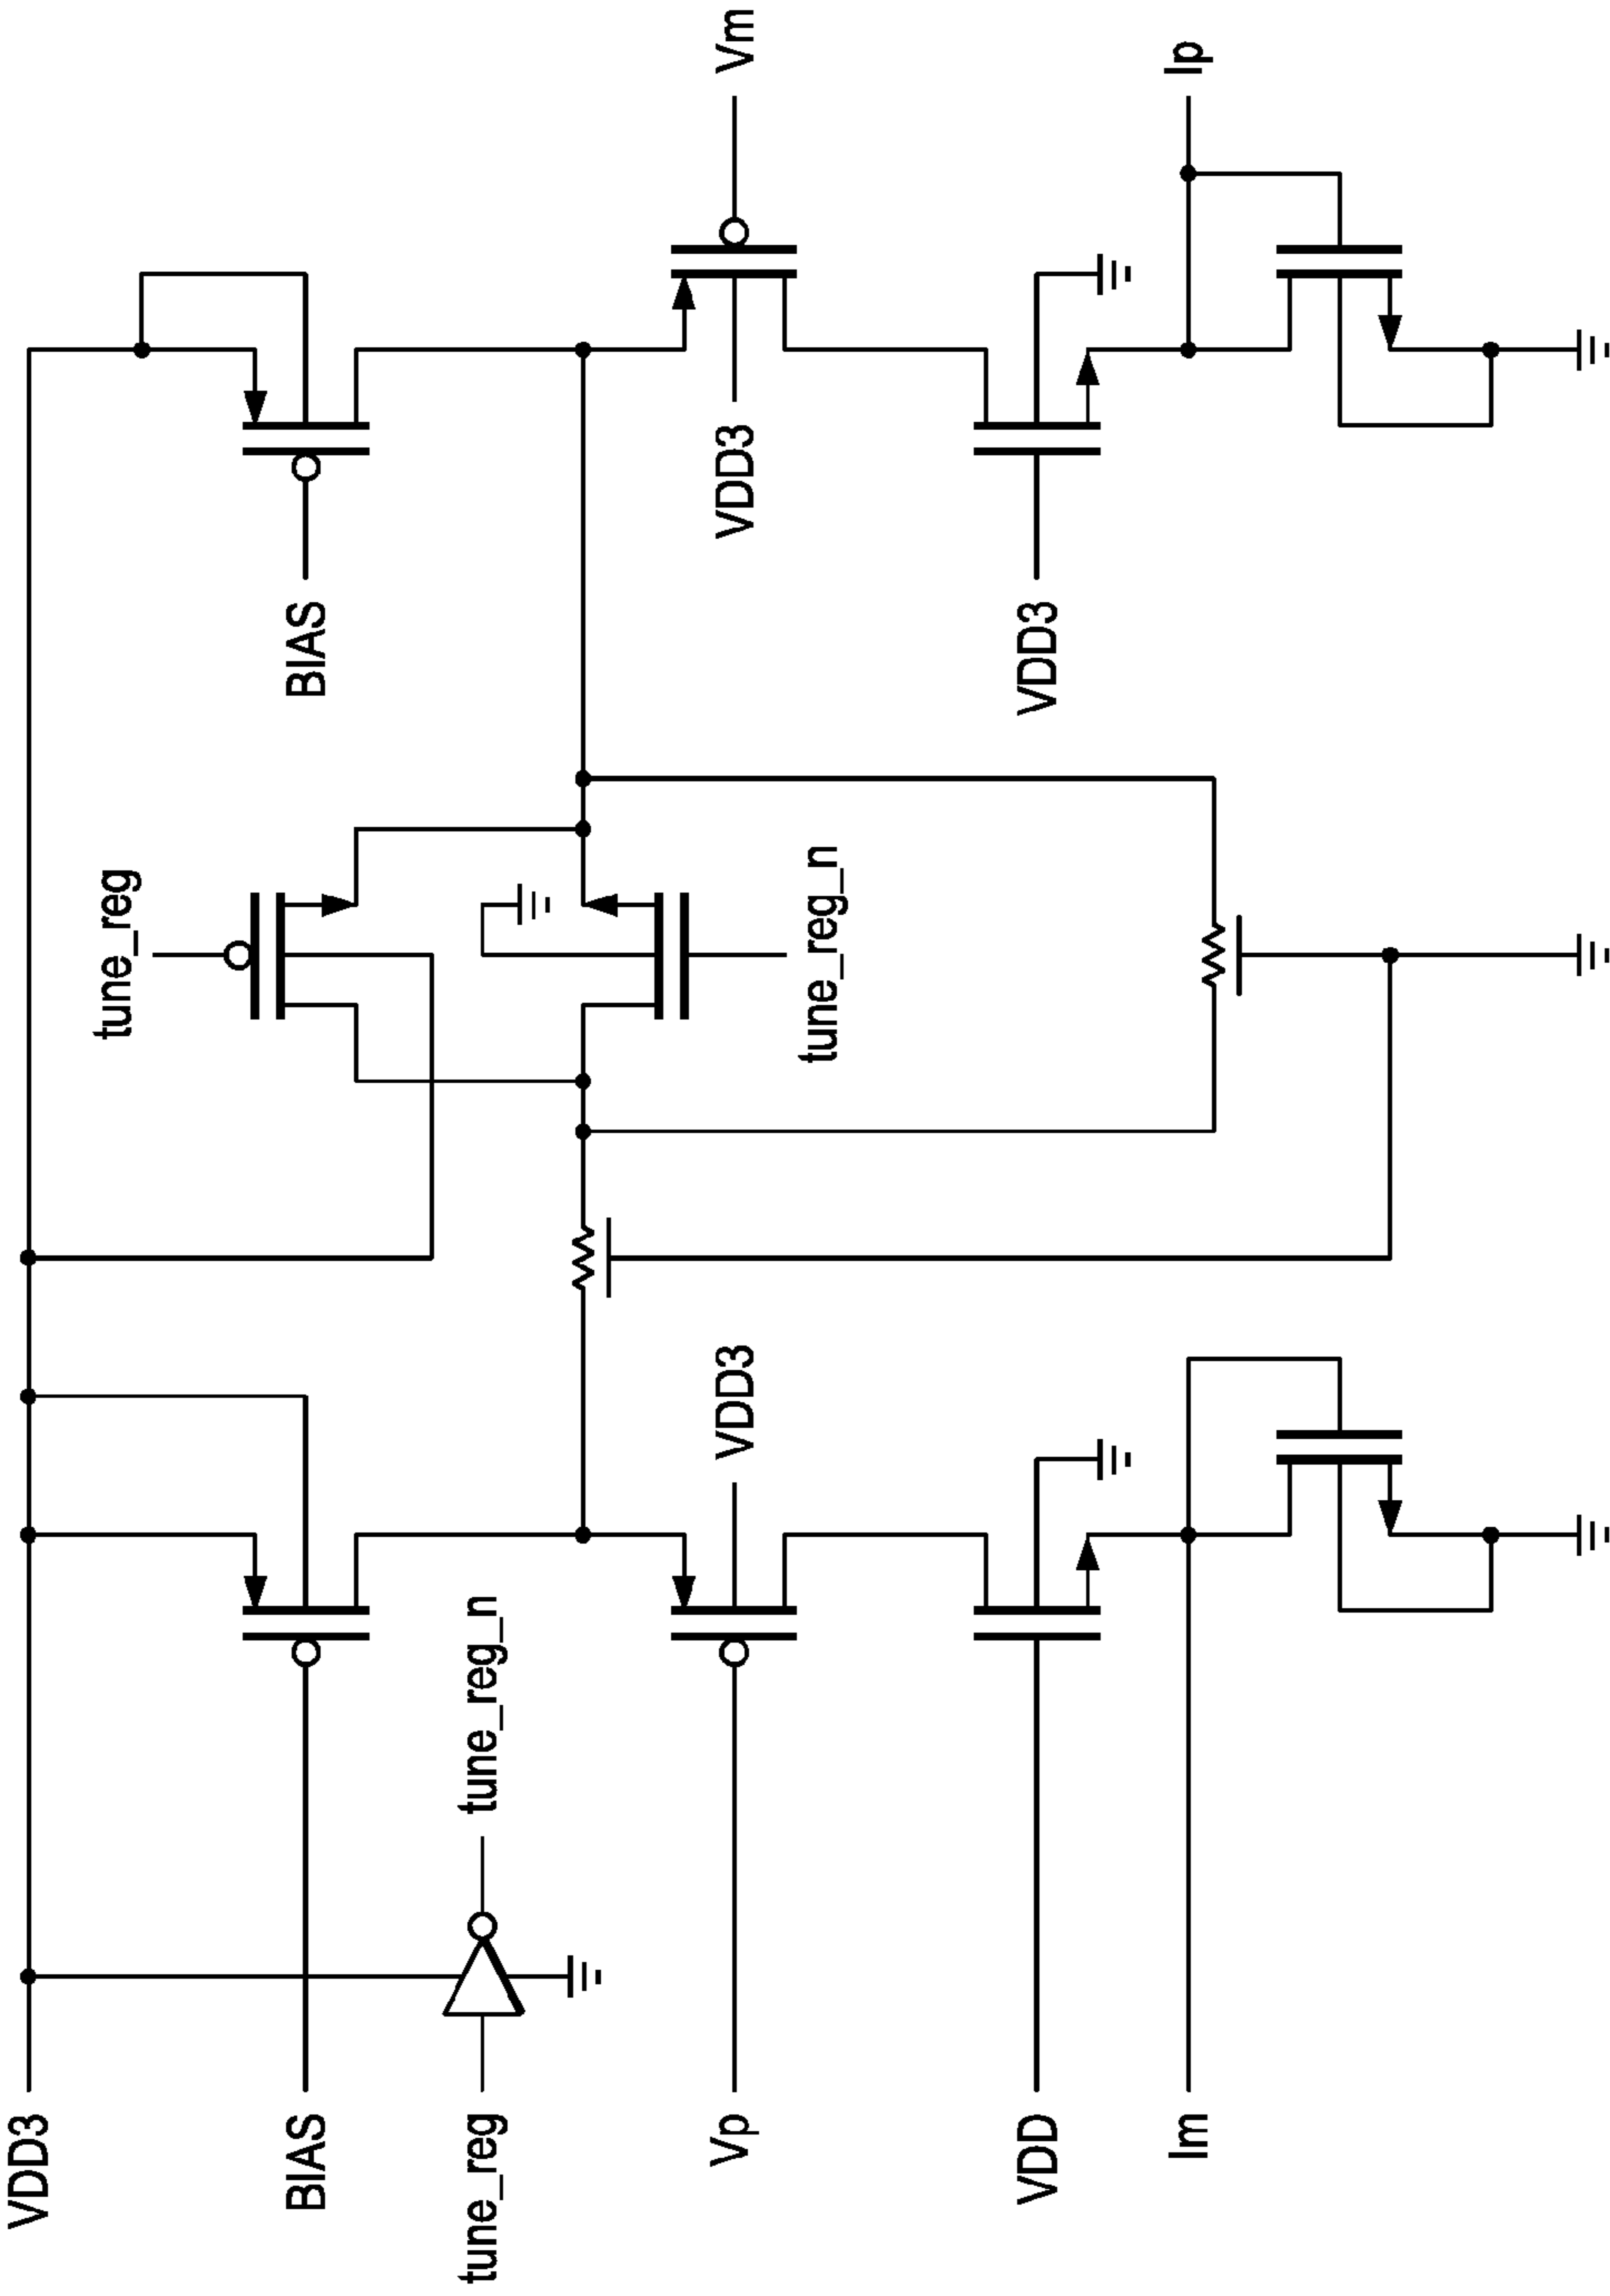 VDD3
BIAS
tune_reg
tune_reg_n
Vp
VDD3
VDD
Im
tune_reg
tune_reg_n
BIAS
VDD3
Vm
VDD3
Ip